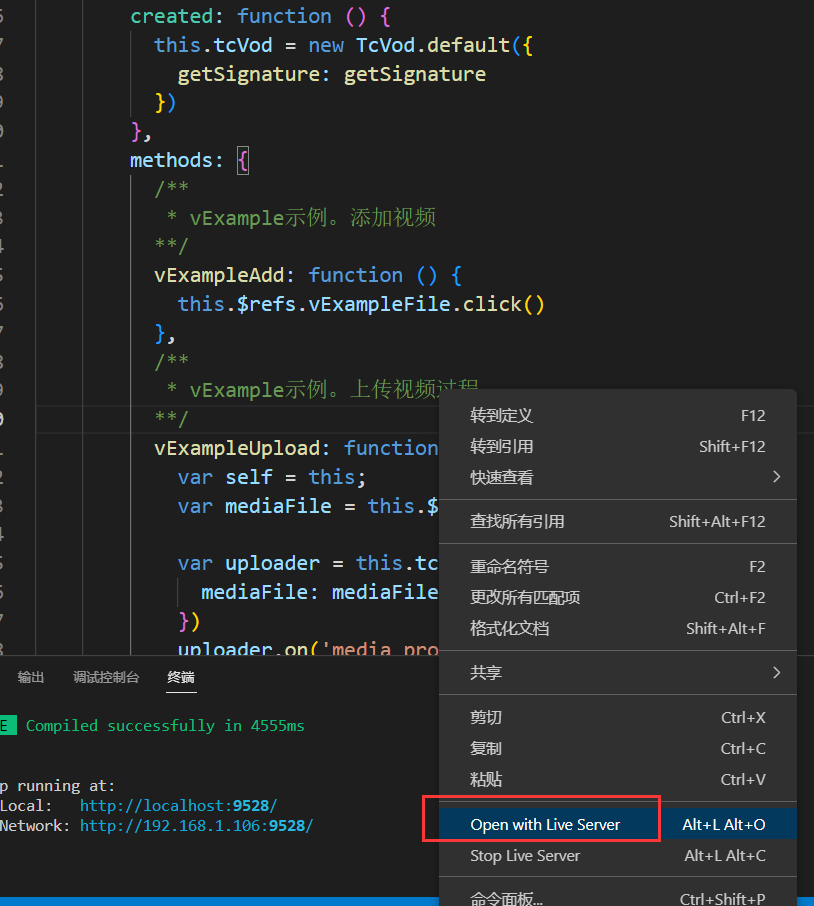 created: function () {
this.tcVod = new TcVod.default({
getSignature: getSignature
})
},
methods: {
/**
* vExample示例。添加视频
**/
vExampleAdd: function () {
this.$refs.vExampleFile.click()
},
/**
* vExample示例。上传视频过程
**/
vExampleUpload: function
var self = this;
var mediaFile = this.$
var uploader = this.tc
mediaFile: mediaFile
})
uploader.on('media_pro
转到定义 F12
转到引用 Shift+F12
快速查看
查找所有引用 Shift+Alt+F12
重命名符号 F2
更改所有匹配项 Ctrl+F2
格式化文档 Shift+Alt+F
共享
剪切 Ctrl+X
复制 Ctrl+C
粘贴 Ctrl+V
Open with Live Server Alt+L Alt+O
Stop Live Server Alt+L Alt+C
命令面板... Ctrl+Shift+P
输出 调试控制台 终端
E Compiled successfully in 4555ms
p running at:
Local: http://localhost:9528/
Network: http://192.168.1.106:9528/